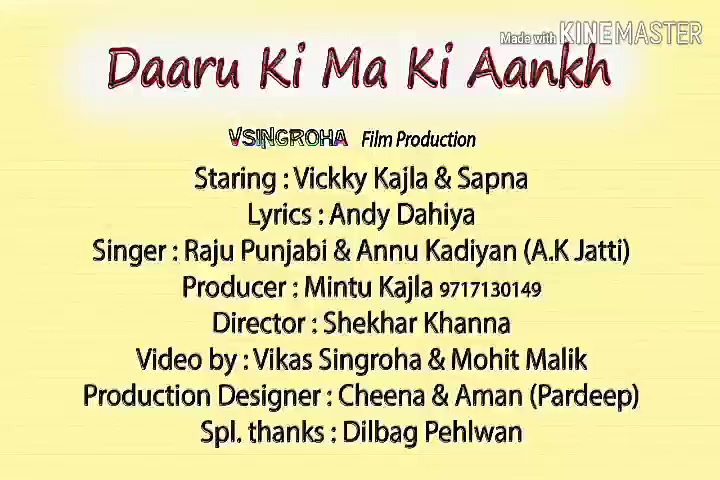 Made with KINEMASTER
Daaru Ki Ma Ki Aankh
VSINGROHA Film Production
Staring : Vickky Kajla & Sapna
Lyrics : Andy Dahiya
Singer : Raju Punjabi & Annu Kadiyan (A.K Jatti)
Producer : Mintu Kajla 9717130149
Director : Shekhar Khanna
Video by : Vikas Singroha & Mohit Malik
Production Designer : Cheena & Aman (Pardeep)
Spl. thanks : Dilbag Pehlwan